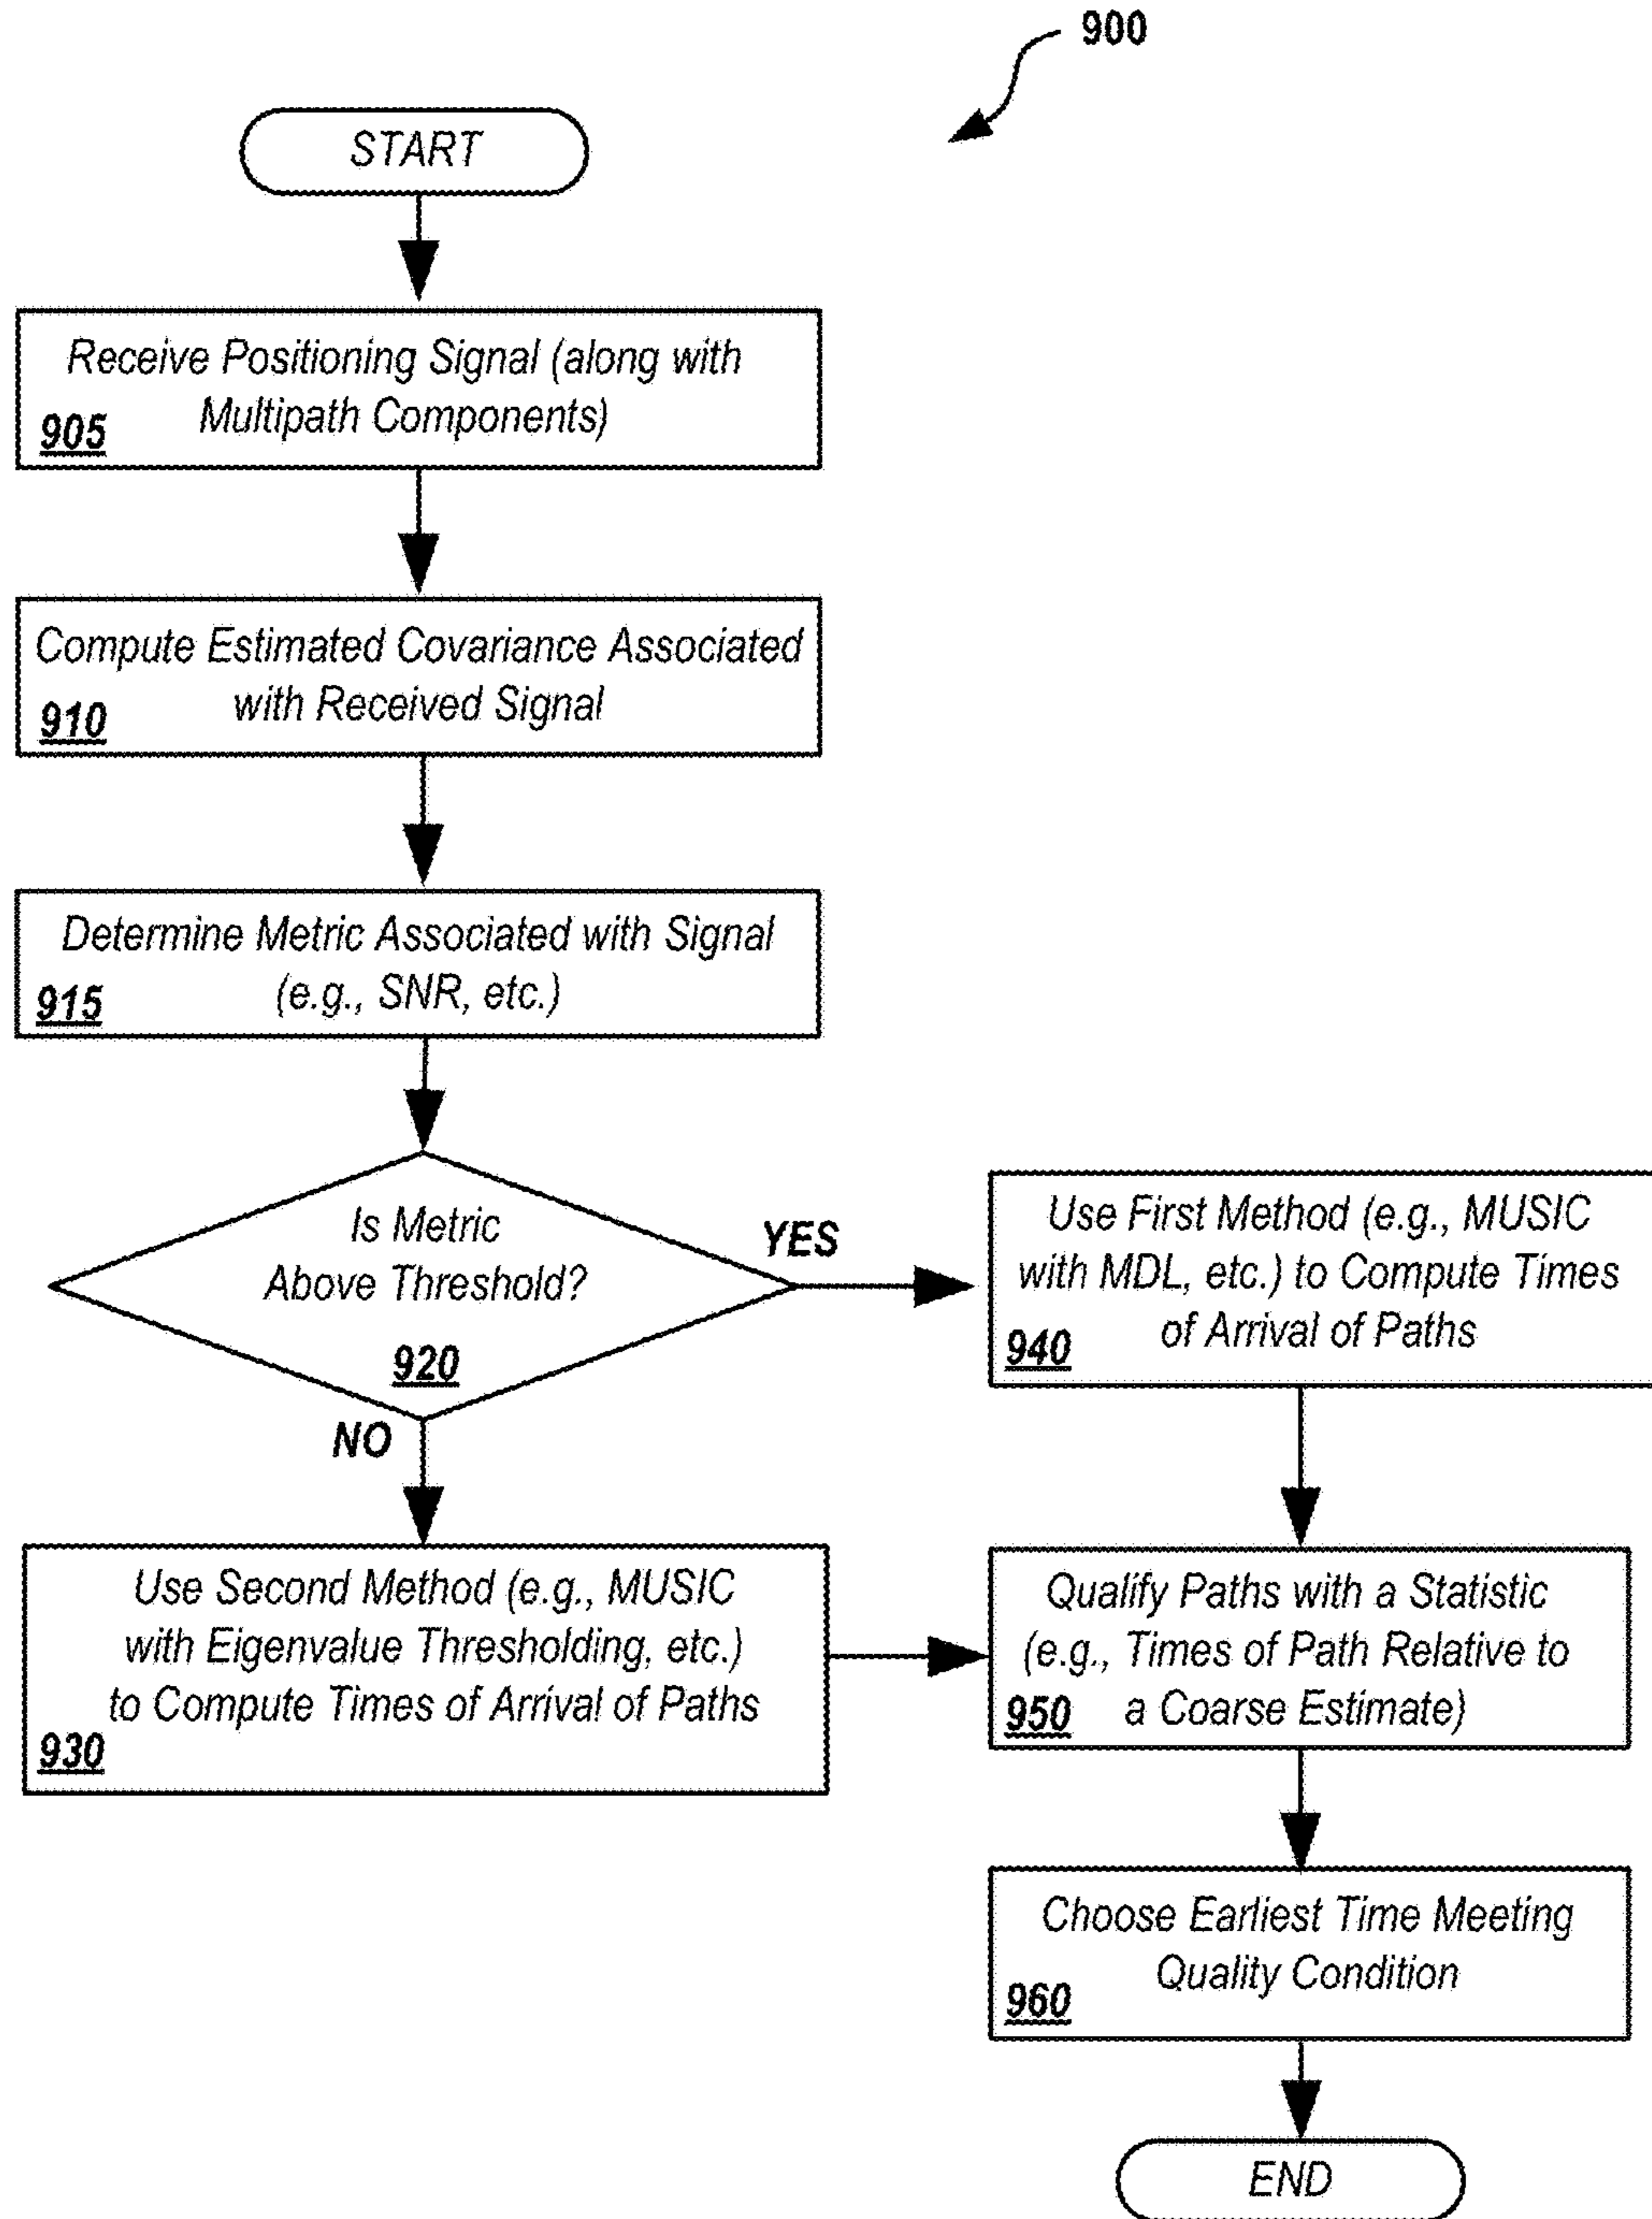 900
START
Receive Positioning Signal (along with
Multipath Components)
905
Compute Estimated Covariance Associated
with Received Signal
910
Determine Metric Associated with Signal
(e.g., SNR, etc.)
915
Is Metric
Above Threshold?
920
YES
NO
Use First Method (e.g., MUSIC
with MDL, etc.) to Compute Times
of Arrival of Paths
940
Use Second Method (e.g., MUSIC
with Eigenvalue Thresholding, etc.)
to Compute Times of Arrival of Paths
930
Qualify Paths with a Statistic
(e.g., Times of Path Relative to
a Coarse Estimate)
950
Choose Earliest Time Meeting
Quality Condition
960
END